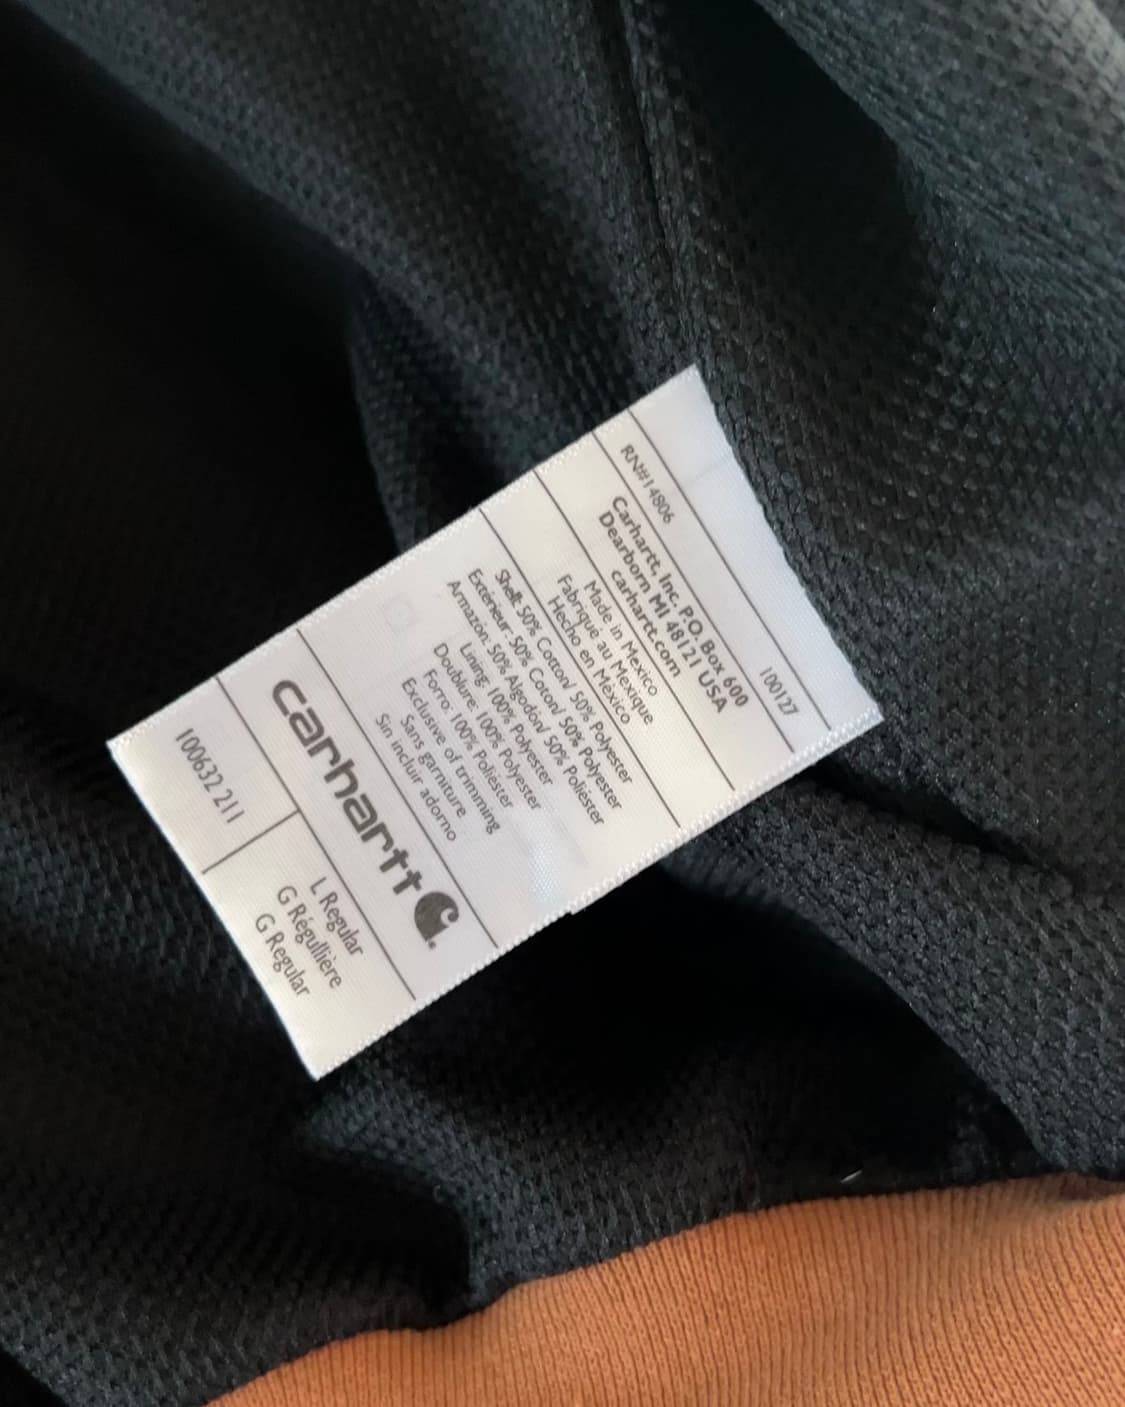 RN#14806 100127
Carhartt, Inc. P.O. Box 600
Dearborn MI 48121 USA
carhartt.com
Made in Mexico
Fabriqué au Mexique
Hecho en México
Shell: 50% Cotton/ 50% Polyester
Extérieur: 50% Coton/ 50% Polyester
Armazon: 50% Algodón/ 50% Poliéster
Lining: 100% Polyester
Doublure: 100% Polyester
Forro: 100% Poliéster
Exclusive of trimming
Sans garniture
Sin incluir adorno
carhartt
100632 211
L Regular
G Régullière
G Regular